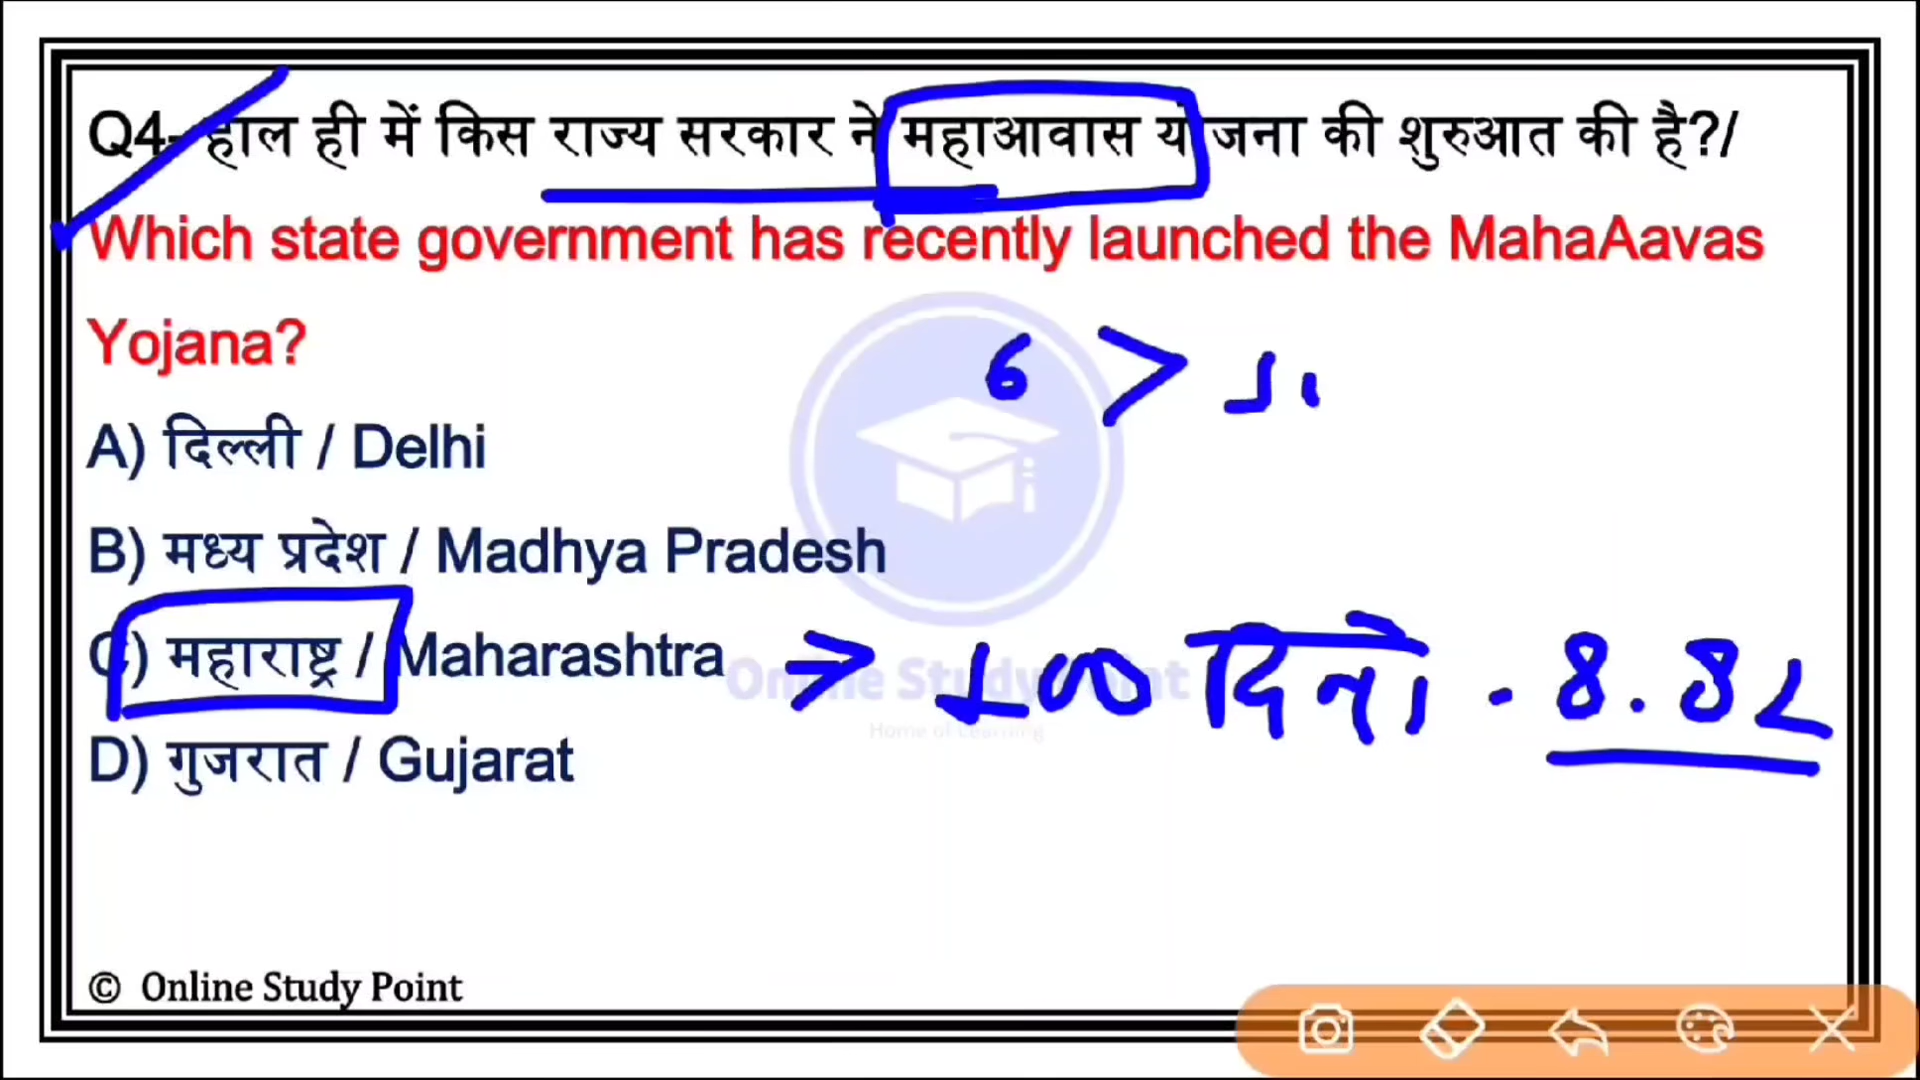 Q4- हाल ही में किस राज्य सरकार ने महाआवास योजना की शुरुआत की है?/
Which state government has recently launched the MahaAavas
Yojana?
6 >
A) दिल्ली / Delhi
B) मध्य प्रदेश / Madhya Pradesh
C) महाराष्ट्र / Maharashtra → 100 दिनों - 8.82
D) गुजरात / Gujarat
Online Study Point
Home of Learning
© Online Study Point